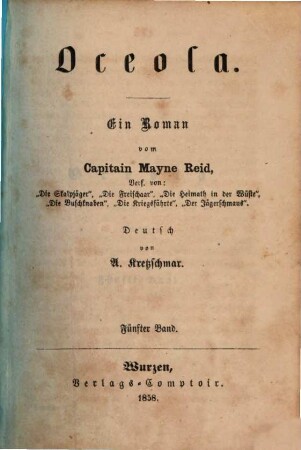 Oceola.
Ein Roman
vom
Capitain Mayne Reid,
Verf. von:
„Die Skalpjäger“, „Die Freischaar“, „Die Heimath in der Wüste“,
„Die Buschknaben“, „Die Kriegsfährte“, „Der Jägerschmaus“.
Deutsch
von
A. Kretzschmar.
Fünfter Band.
Wurzen,
Verlags-Comptoir.
1858.